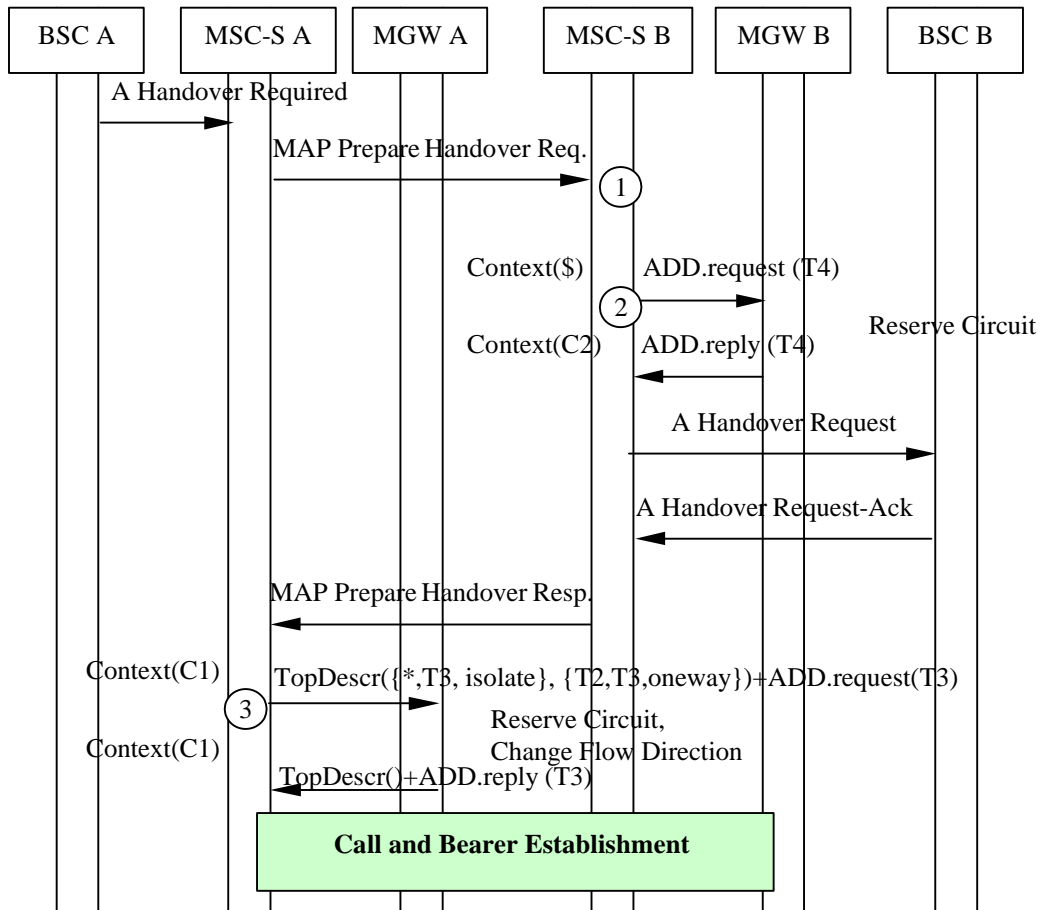 BSC A
MSC-S A
MGW A
MSC-S B
MGW B
BSC B
A Handover Required
MAP Prepare Handover Req.
1
Context($)
ADD.request (T4)
2
Reserve Circuit
Context(C2)
ADD.reply (T4)
A Handover Request
A Handover Request-Ack
MAP Prepare Handover Resp.
Context(C1)
TopDescr({*,T3, isolate}, {T2,T3,oneway})+ADD.request(T3)
3
Reserve Circuit,
Change Flow Direction
Context(C1)
TopDescr()+ADD.reply (T3)
Call and Bearer Establishment